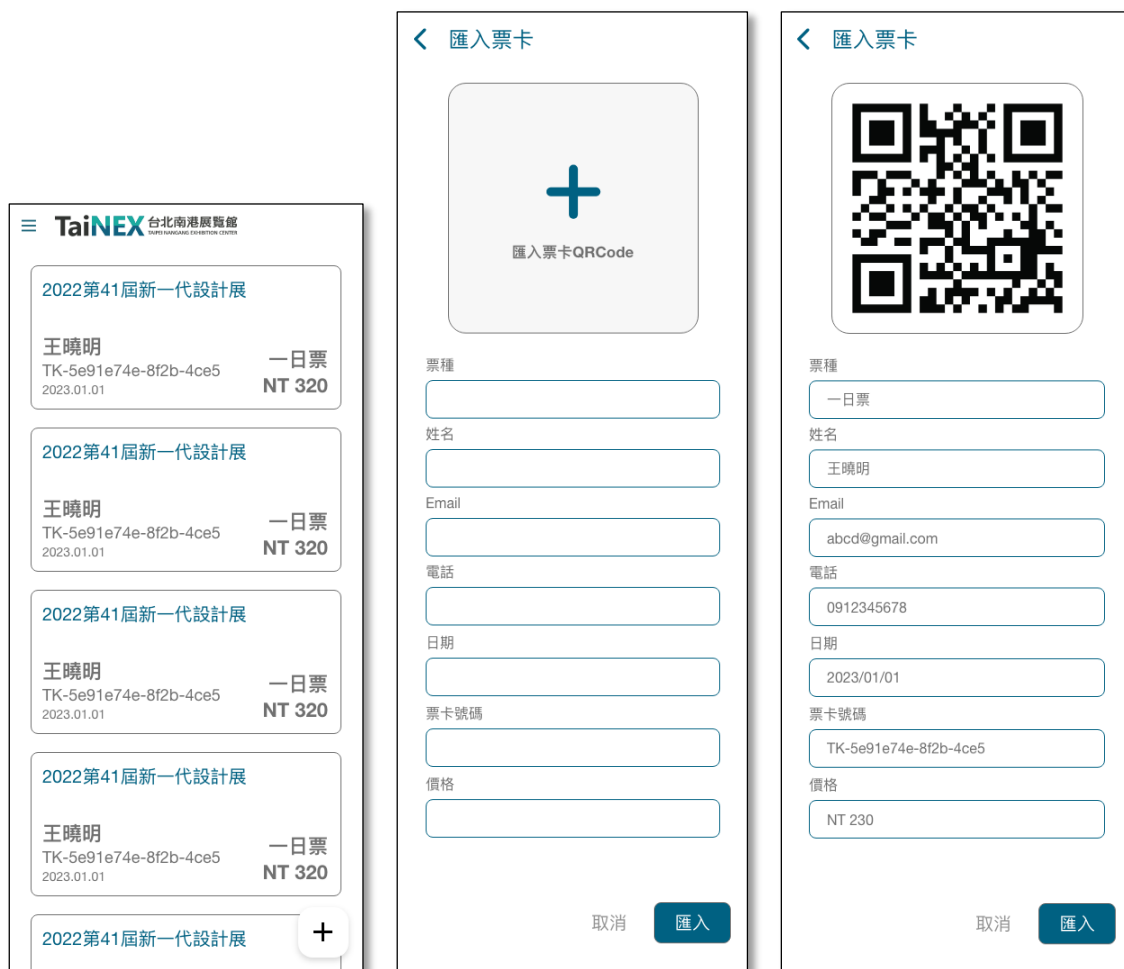 TaiNEX 台北南港展覽館
TAIPEI NANGANG EXHIBITION CENTER
2022第41屆新一代設計展
王曉明
TK-5e91e74e-8f2b-4ce5
2023.01.01
一日票
NT 320
2022第41屆新一代設計展
王曉明
TK-5e91e74e-8f2b-4ce5
2023.01.01
一日票
NT 320
2022第41屆新一代設計展
王曉明
TK-5e91e74e-8f2b-4ce5
2023.01.01
一日票
NT 320
2022第41屆新一代設計展
王曉明
TK-5e91e74e-8f2b-4ce5
2023.01.01
一日票
NT 320
2022第41屆新一代設計展
匯入票卡
匯入票卡QRCode
票種
姓名
Email
電話
日期
票卡號碼
價格
取消
匯入
匯入票卡
票種
一日票
姓名
王曉明
Email
abcd@gmail.com
電話
0912345678
日期
2023/01/01
票卡號碼
TK-5e91e74e-8f2b-4ce5
價格
NT 230
取消
匯入